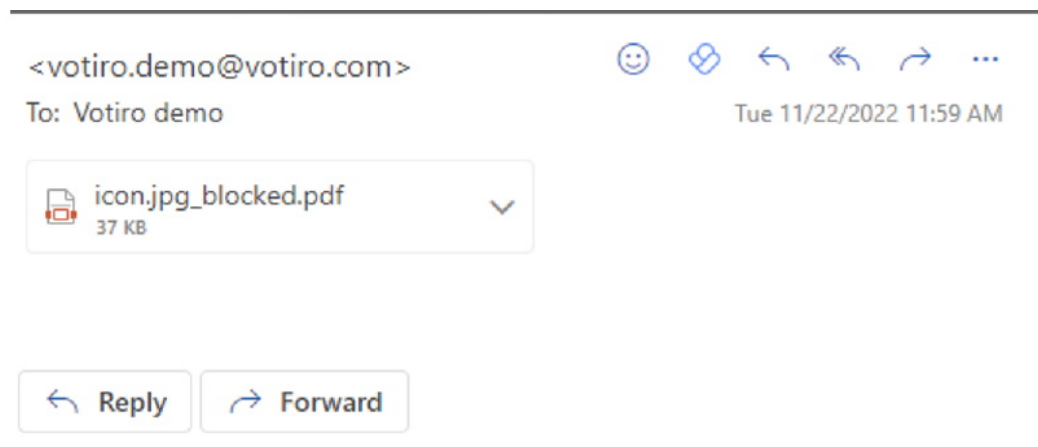 <votiro.demo@votiro.com>
To: Votiro demo
Tue 11/22/2022 11:59 AM
icon.jpg_blocked.pdf
37 KB
Reply
Forward